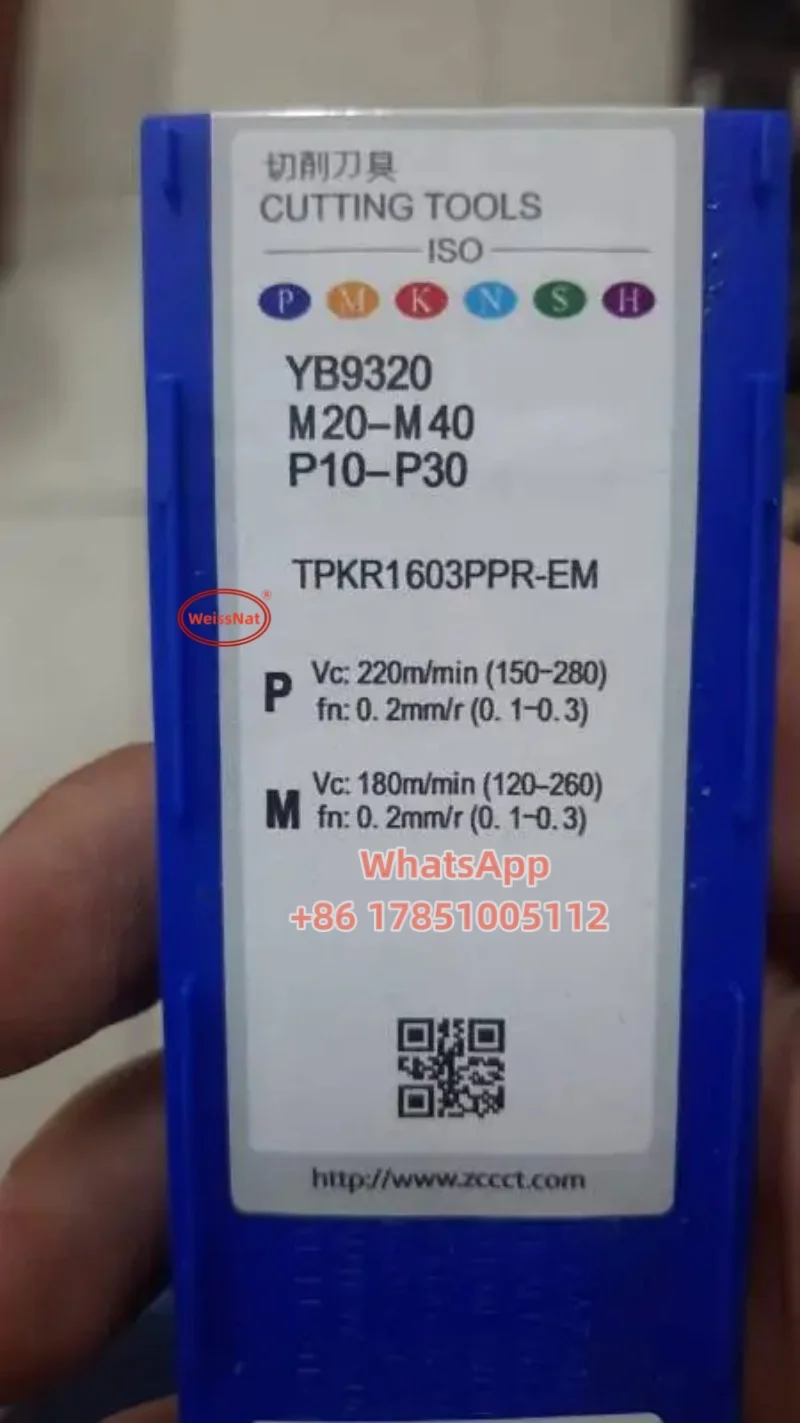 切削刀具
CUTTING TOOLS
ISO
P M K N S H
YB9320
M20-M40
P10-P30
TPKR1603PPR-EM
WeissNat®
P Vc: 220m/min (150-280)
fn: 0. 2mm/r (0. 1-0.3)
M Vc: 180m/min (120-260)
fn: 0. 2mm/r (0. 1-0.3)
WhatsApp
+86 17851005112
http://www.zccct.com